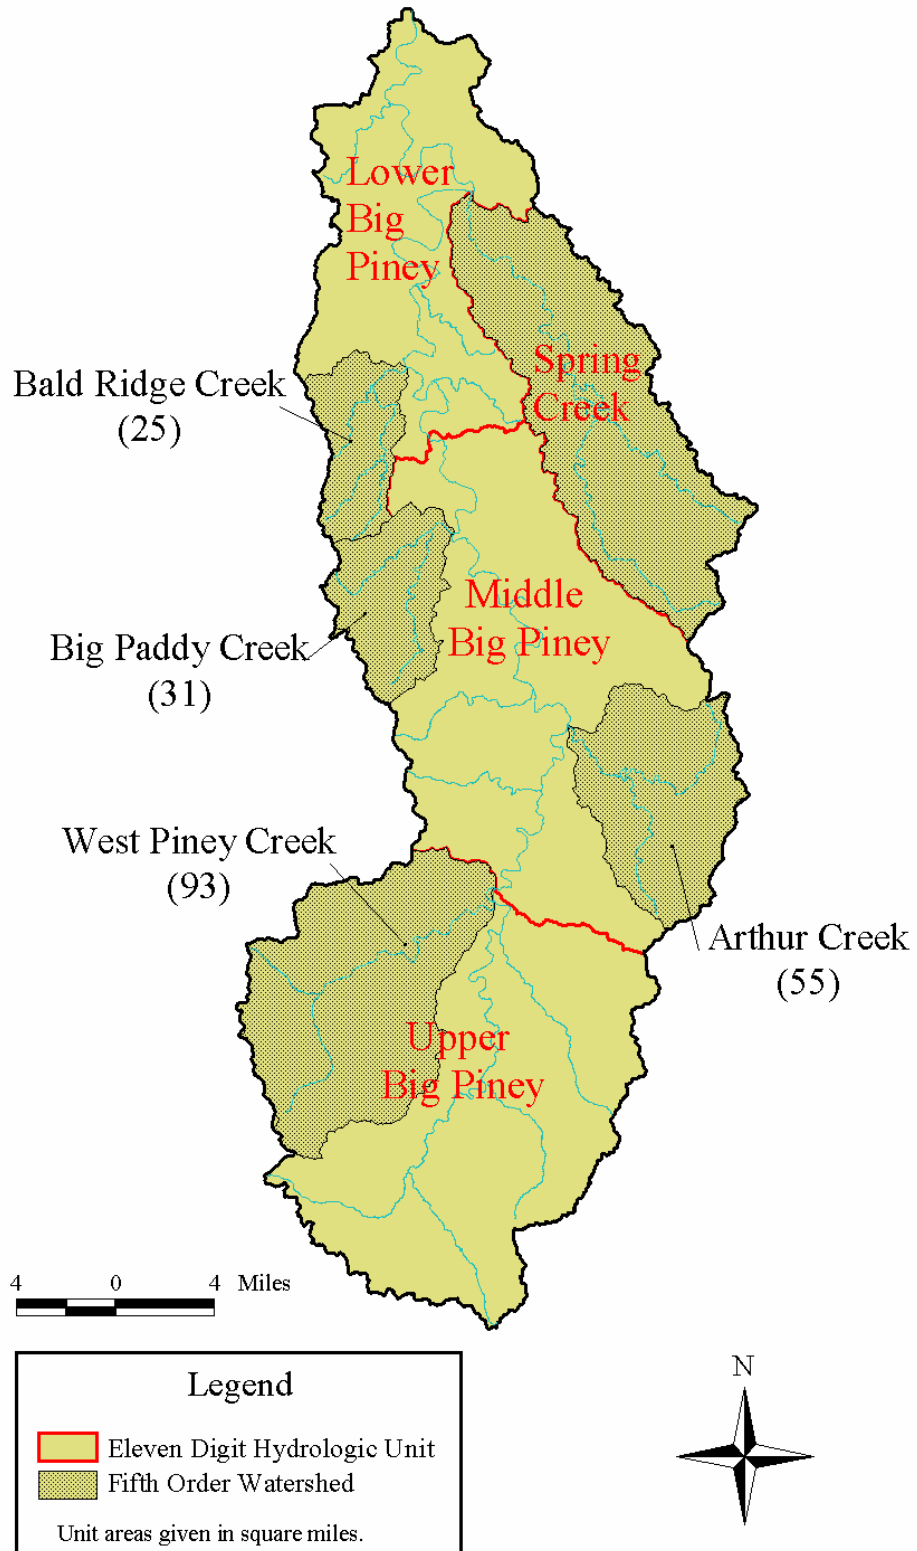 Lower
Big
Piney
Spring
Creek
Bald Ridge Creek
(25)
Middle
Big Piney
Big Paddy Creek
(31)
West Piney Creek
(93)
Arthur Creek
(55)
Upper
Big Piney
4 0 4 Miles
Legend
Eleven Digit Hydrologic Unit
Fifth Order Watershed
Unit areas given in square miles.
N